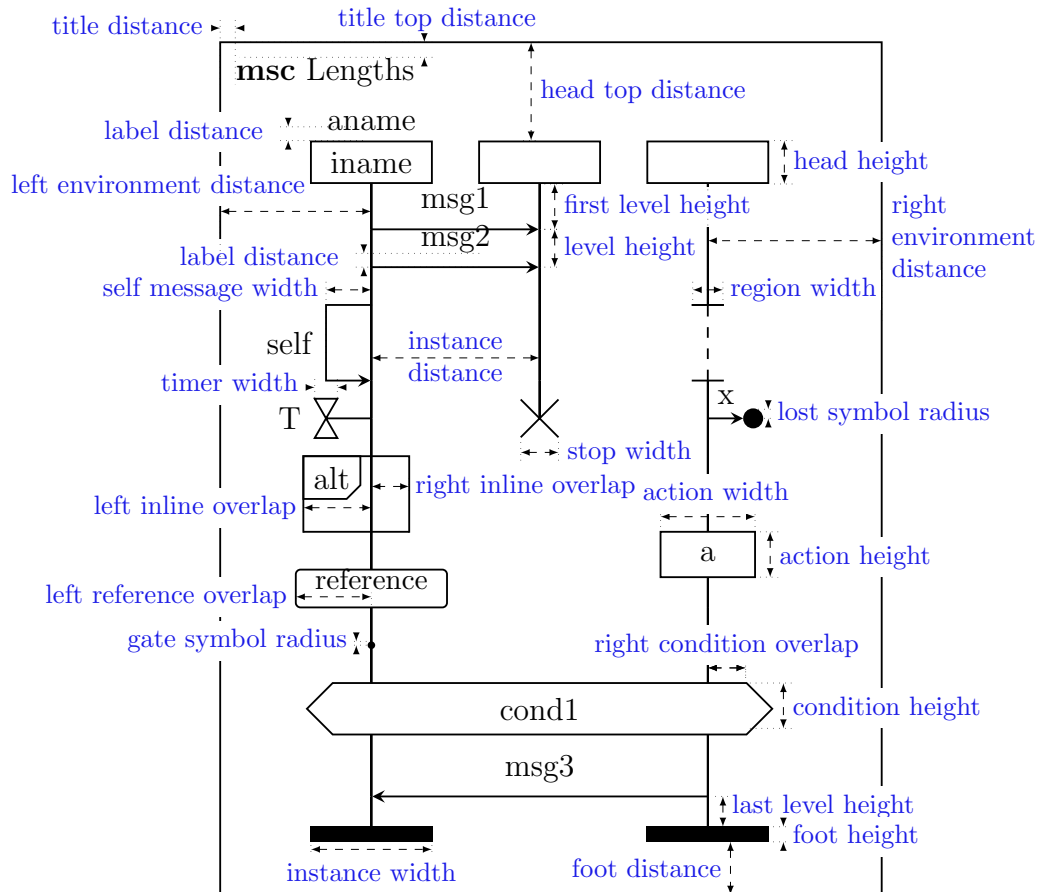 title top distance
title distance
msc Lengths
head top distance
aname
label distance
iname
head height
left environment distance
msg1
first level height
right
environment
distance
msg2
level height
label distance
self message width
region width
self
instance
distance
timer width
T
x
lost symbol radius
stop width
alt
right inline overlap
action width
left inline overlap
a
action height
reference
left reference overlap
gate symbol radius
right condition overlap
cond1
condition height
msg3
last level height
foot height
instance width
foot distance